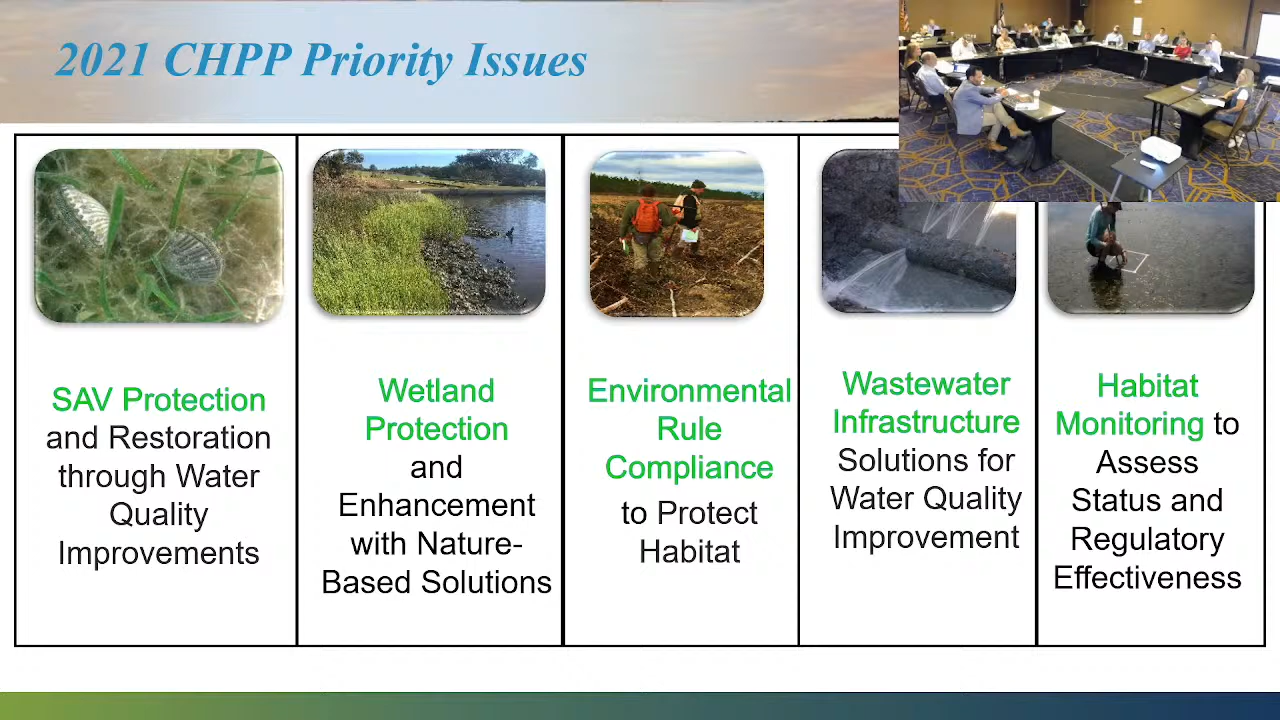 2021 CHPP Priority Issues
SAV Protection
and Restoration
through Water
Quality
Improvements
Wetland
Protection
and
Enhancement
with Nature-
Based Solutions
Environmental
Rule
Compliance
to Protect
Habitat
Wastewater
Infrastructure
Solutions for
Water Quality
Improvement
Habitat
Monitoring to
Assess
Status and
Regulatory
Effectiveness